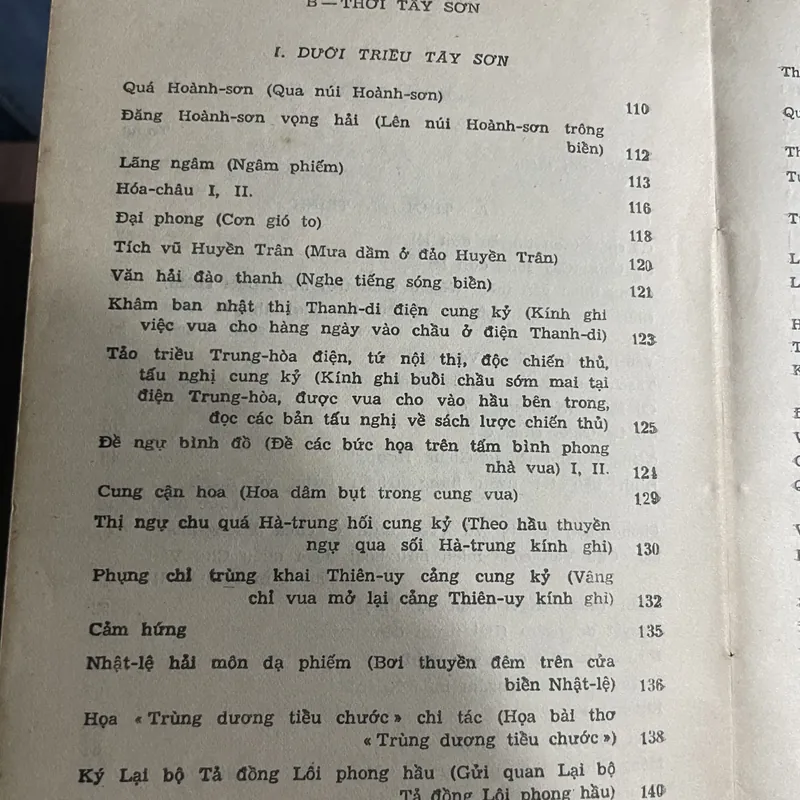 B — THỜI TÂY SƠN
I. DƯỚI TRIỀU TÂY SƠN
Quá Hoành-sơn (Qua núi Hoành-sơn) 110
Đăng Hoành-sơn vọng hải (Lên núi Hoành-sơn trông
biển) 112
Lãng ngâm (Ngâm phiếm) 113
Hóa-châu I, II. 116
Đại phong (Cơn gió to) 118
Tích vũ Huyền Trân (Mưa dầm ở đảo Huyền Trân) 120
Văn hải đào thanh (Nghe tiếng sóng biển) 121
Khâm ban nhật thị Thanh-di điện cung kỷ (Kính ghi
việc vua cho hàng ngày vào chầu ở điện Thanh-di) 123
Tảo triều Trung-hòa điện, tứ nội thị, độc chiến thủ,
tấu nghị cung kỷ (Kính ghi buổi chầu sớm mai tại
điện Trung-hòa, được vua cho vào hầu bên trong,
đọc các bản tấu nghị về sách lược chiến thủ) 125
Đề ngự bình đồ (Đề các bức họa trên tấm bình phong
nhà vua) I, II. 124
Cung cận hoa (Hoa dâm bụt trong cung vua) 129
Thị ngự chu quá Hà-trung hối cung kỷ (Theo hầu thuyền
ngự qua sối Hà-trung kính ghi) 130
Phụng chỉ trùng khai Thiên-uy cảng cung kỷ (Vâng
chỉ vua mở lại cảng Thiên-uy kính ghi) 132
Cảm hứng 135
Nhật-lệ hải môn dạ phiếm (Bơi thuyền đêm trên cửa
biển Nhật-lệ) 136
Họa « Trùng dương tiểu chước » chi tác (Họa bài thơ
« Trùng dương tiểu chước ») 138
Ký Lại bộ Tả đồng Lôi phong hầu (Gửi quan Lại bộ
Tả đồng Lôi phong hầu) 140